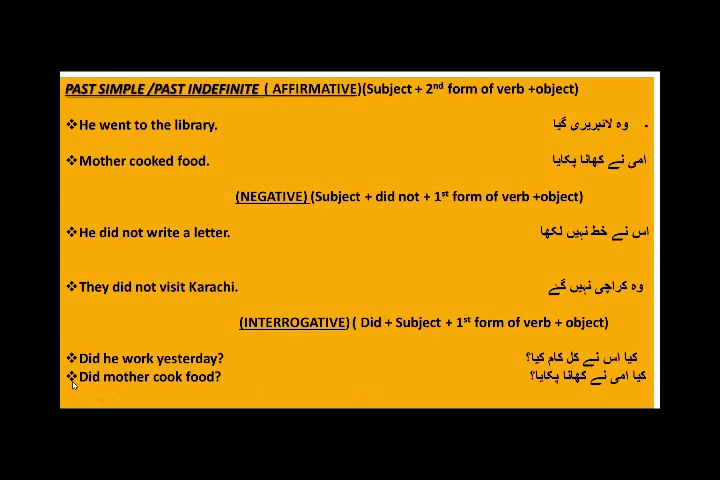 PAST SIMPLE /PAST INDEFINITE ( AFFIRMATIVE)(Subject + 2nd form of verb +object)
❖He went to the library. وہ لائبریری گیا -
❖Mother cooked food. امی نے کھانا پکایا
(NEGATIVE) (Subject + did not + 1st form of verb +object)
❖He did not write a letter. اس نے خط نہیں لکھا
❖They did not visit Karachi. وہ کراچی نہیں گئے
(INTERROGATIVE) ( Did + Subject + 1st form of verb + object)
❖Did he work yesterday? کیا اس نے کل کام کیا؟
❖Did mother cook food? کیا امی نے کھانا پکایا؟